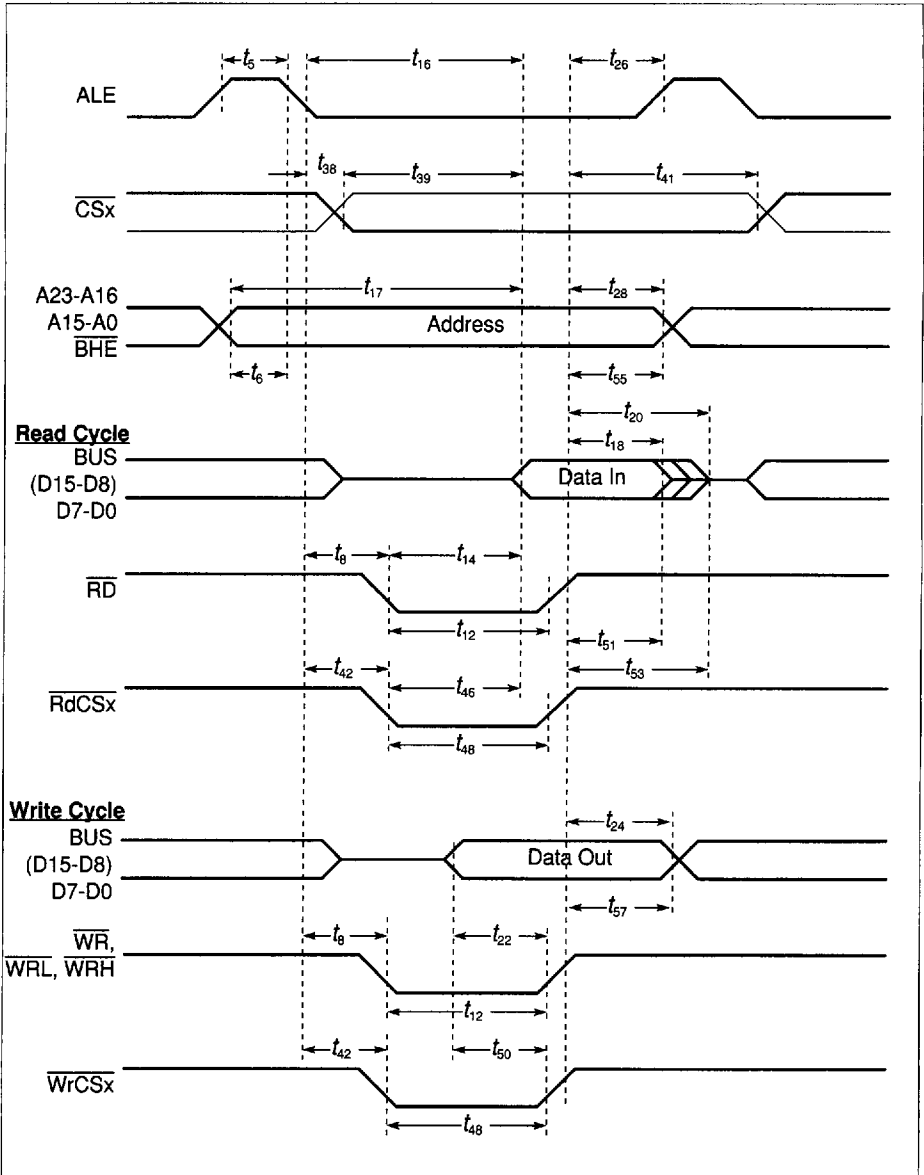 t5
t16
t26
ALE
t38
t39
t41
CSx
A23-A16
t17
t28
A15-A0
Address
BHE
t6
t55
t20
Read Cycle
t18
BUS
(D15-D8)
Data In
D7-D0
t8
t14
RD
t12
t51
t42
t46
t53
RdCSx
t48
Write Cycle
t24
BUS
(D15-D8)
Data Out
D7-D0
t57
WR,
t8
t22
WRL, WRH
t12
t42
t50
WrCSx
t48